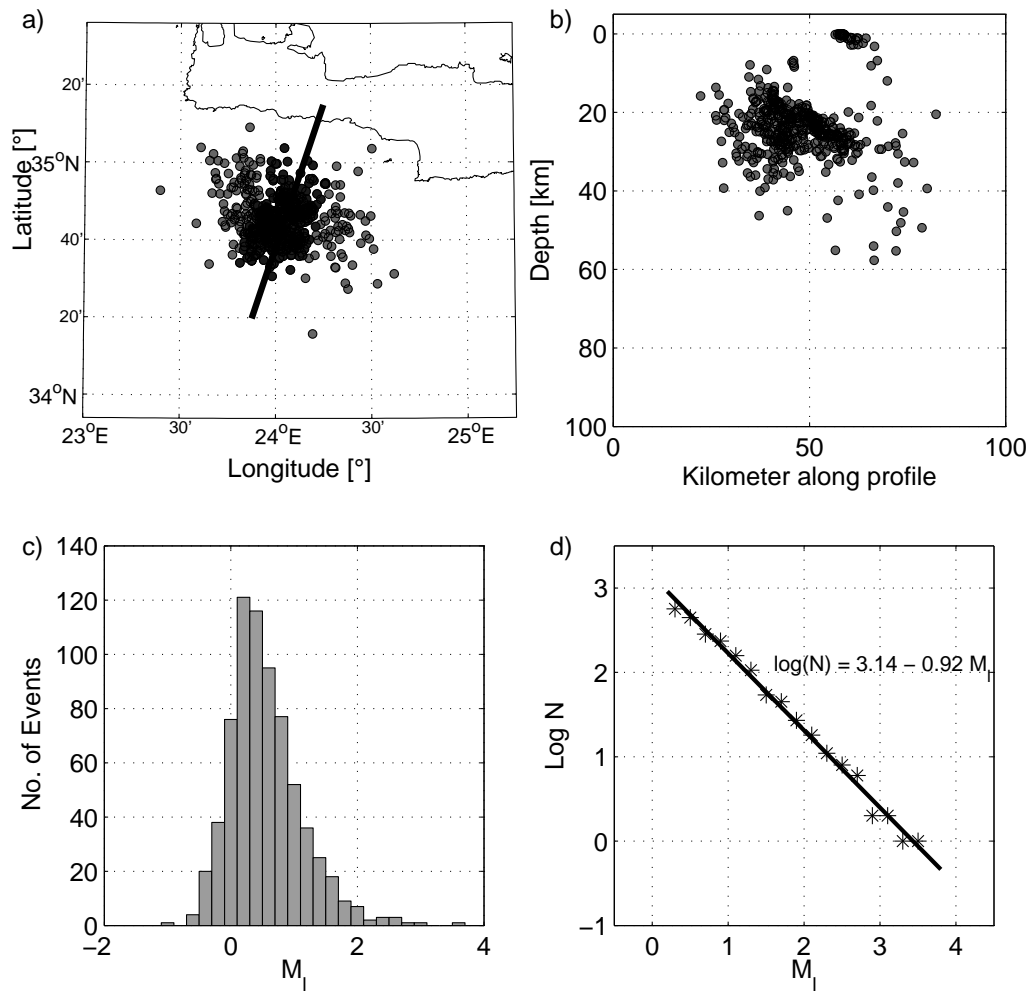 a)
20'
35°N
40'
20'
34°N
23°E
30'
24°E
30'
25°E
Latitude [°]
Longitude [°]
b)
0
20
40
60
80
100
0
50
100
Depth [km]
Kilometer along profile
c)
140
120
100
80
60
40
20
0
−2
0
2
4
No. of Events
M_l
d)
3
2
1
0
−1
0
1
2
3
4
Log N
log(N) = 3.14 − 0.92 M_l
M_l